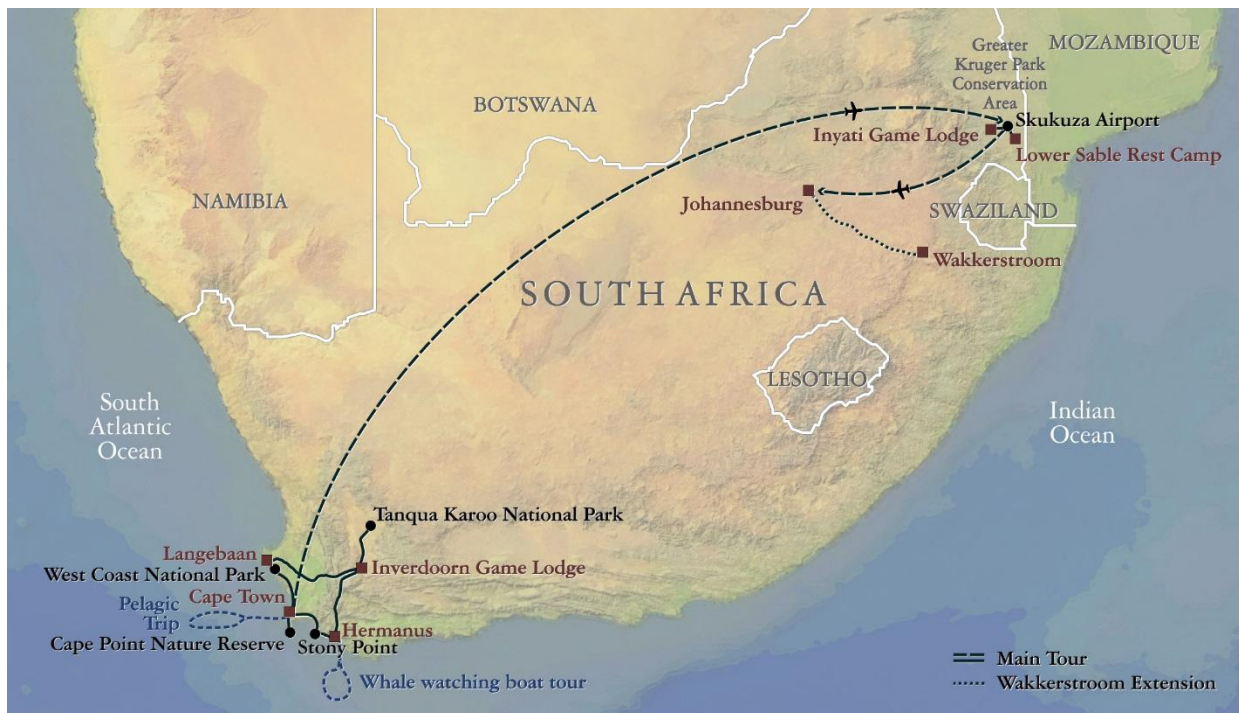 Greater
Kruger Park
Conservation
Area
MOZAMBIQUE
BOTSWANA
Skukuza Airport
Inyati Game Lodge
Lower Sable Rest Camp
NAMIBIA
Johannesburg
SWAZILAND
Wakkerstroom
SOUTH AFRICA
LESOTHO
South
Atlantic
Ocean
Indian
Ocean
Tanqua Karoo National Park
Langebaan
West Coast National Park
Inverdoorn Game Lodge
Cape Town
Pelagic
Trip
Hermanus
Cape Point Nature Reserve
Stony Point
Whale watching boat tour
Main Tour
Wakkerstroom Extension